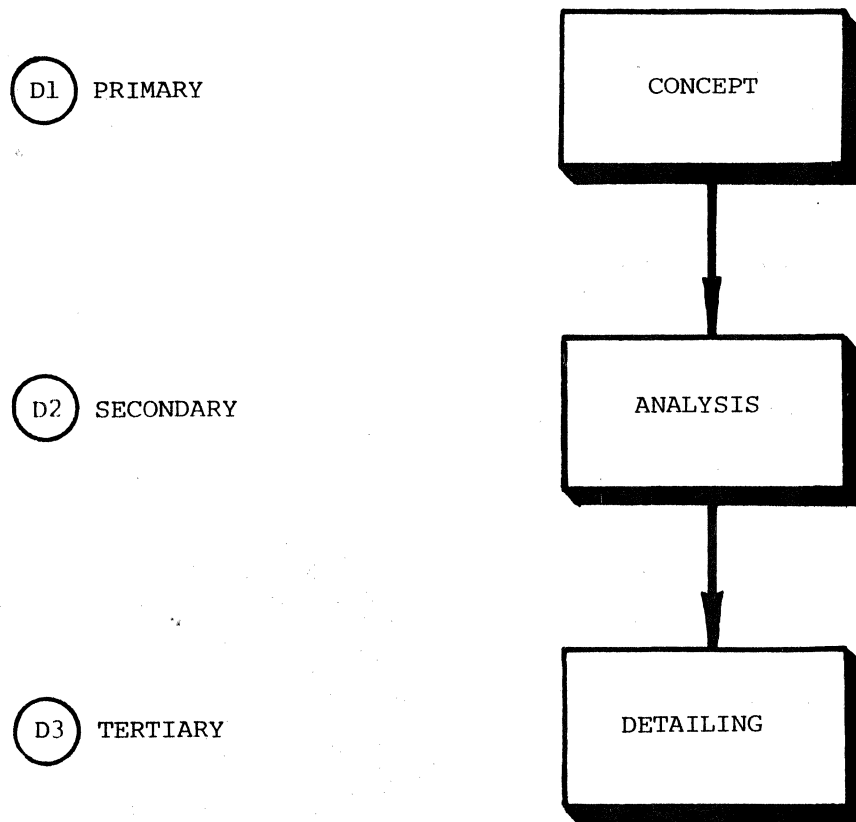 D1 PRIMARY CONCEPT
D2 SECONDARY ANALYSIS
D3 TERTIARY DETAILING